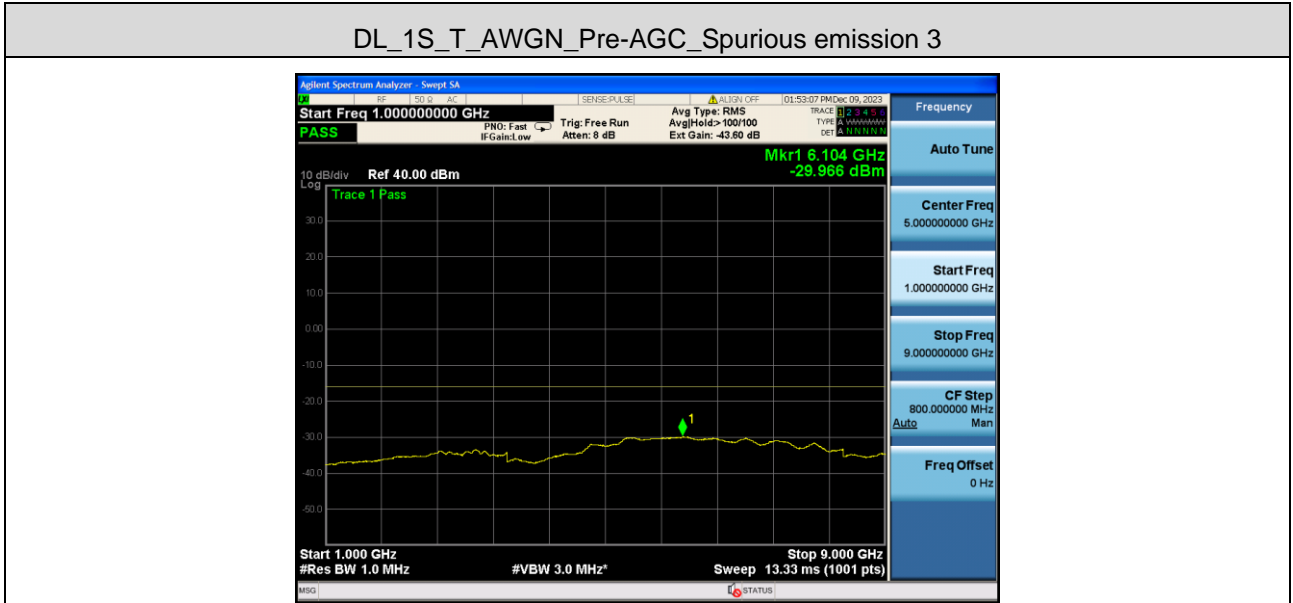 DL_1S_T_AWGN_Pre-AGC_Spurious emission 3
Agilent Spectrum Analyzer - Swept SA
RF 50 Ω AC SENSE:PULSE ALIGN OFF 01:53:07 PM Dec 09, 2023
Start Freq 1.000000000 GHz
PASS
PNO: Fast
IFGain:Low
Trig: Free Run
Atten: 8 dB
Avg Type: RMS
Avg|Hold:>100/100
Ext Gain: -43.60 dB
TRACE 1 2 3 4 5 6
TYPE A
DET A N N N N N
Mkr1 6.104 GHz
-29.966 dBm
10 dB/div Ref 40.00 dBm
Log
Trace 1 Pass
30.0
20.0
10.0
0.00
-10.0
-20.0
-30.0
-40.0
-50.0
1
Start 1.000 GHz
Stop 9.000 GHz
#Res BW 1.0 MHz
#VBW 3.0 MHz*
Sweep 13.33 ms (1001 pts)
MSG
STATUS
Frequency
Auto Tune
Center Freq
5.000000000 GHz
Start Freq
1.000000000 GHz
Stop Freq
9.000000000 GHz
CF Step
800.000000 MHz
Auto Man
Freq Offset
0 Hz